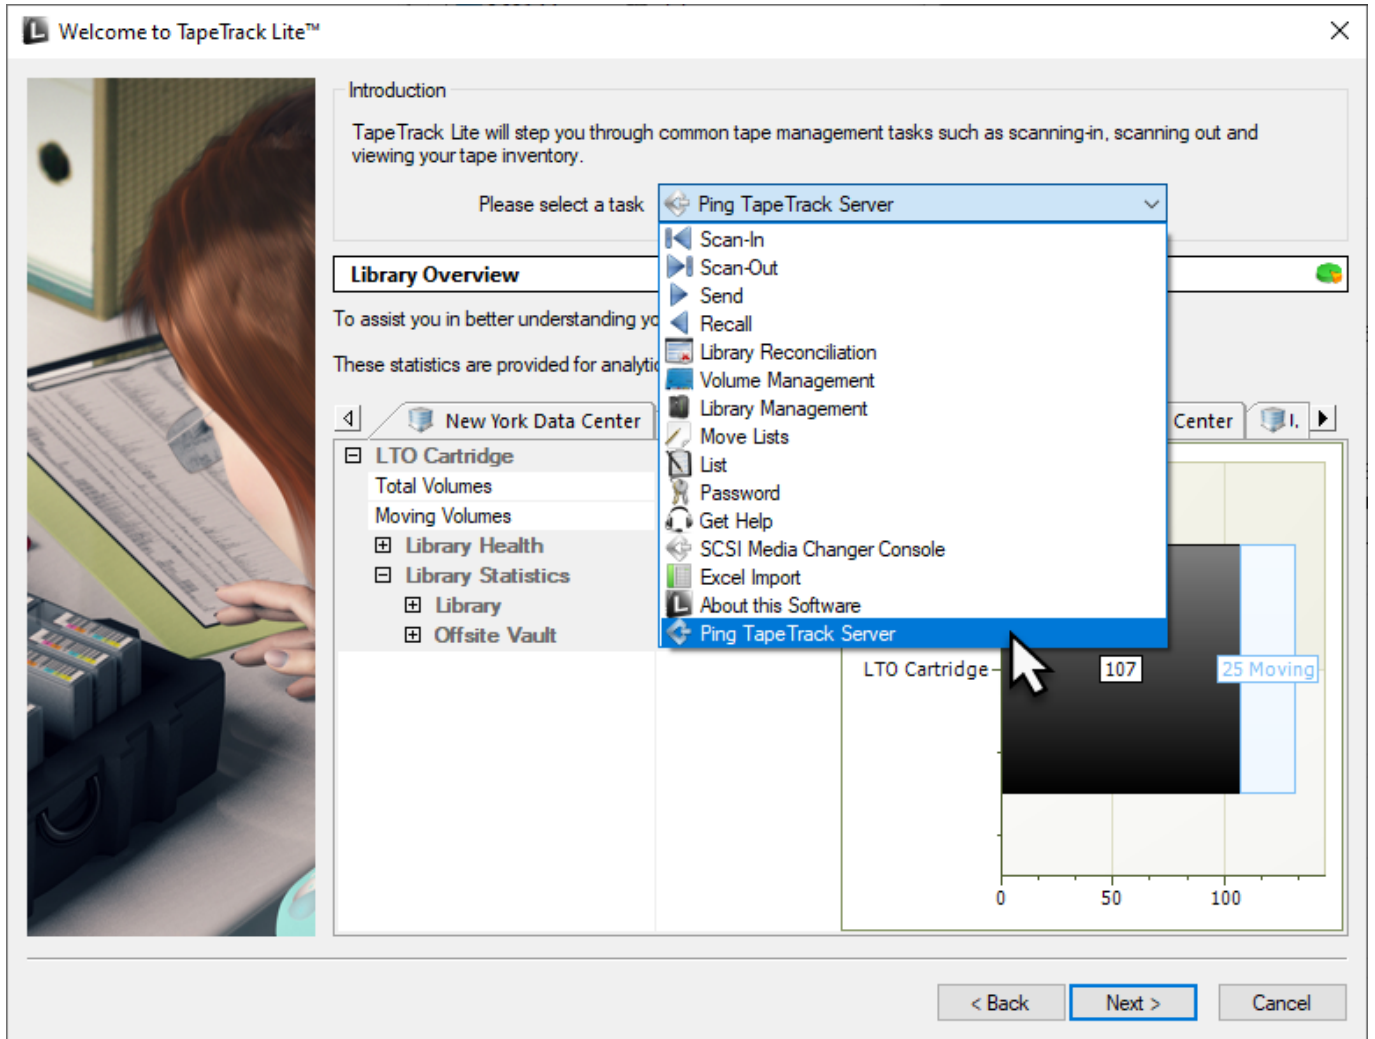 Welcome to TapeTrack Lite™
Introduction
TapeTrack Lite will step you through common tape management tasks such as scanning-in, scanning out and
viewing your tape inventory.
Please select a task
Ping TapeTrack Server
Scan-In
Scan-Out
Send
Recall
Library Reconciliation
Volume Management
Library Management
Move Lists
List
Password
Get Help
SCSI Media Changer Console
Excel Import
About this Software
Ping TapeTrack Server
Library Overview
To assist you in better understanding
These statistics are provided for
New York Data Center
Center
LTO Cartridge
Total Volumes
Moving Volumes
Library Health
Library Statistics
Library
Offsite Vault
LTO Cartridge
107
25 Moving
0 50 100
< Back
Next >
Cancel